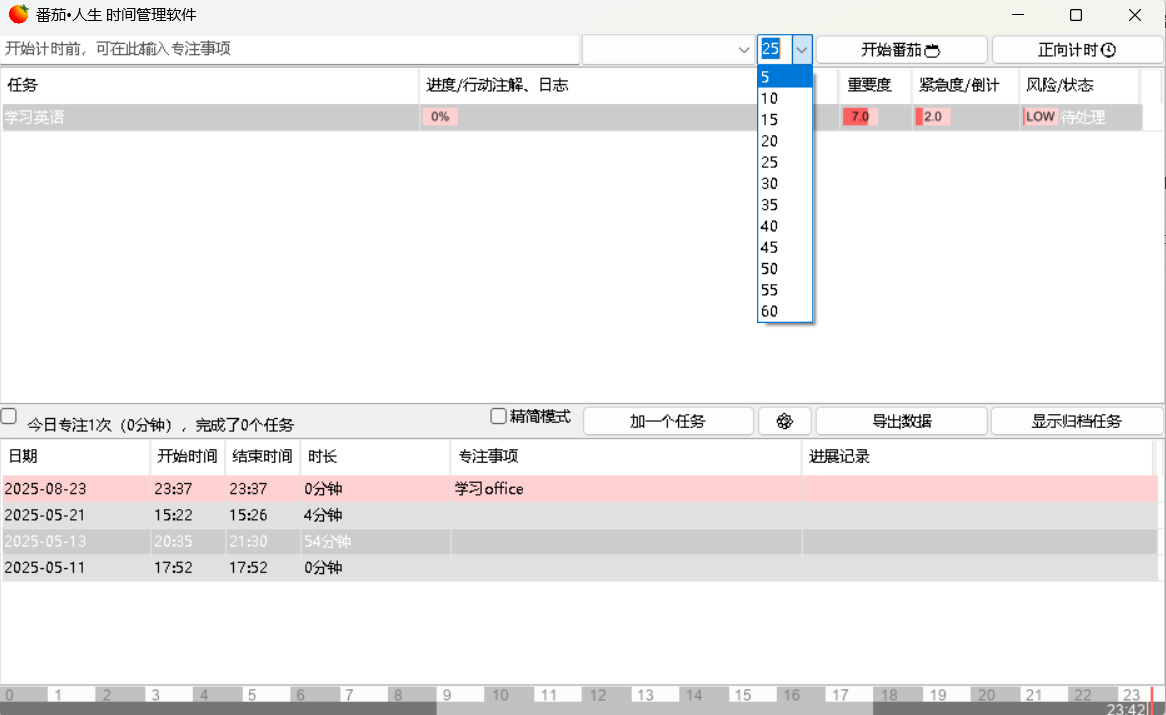 番茄•人生 时间管理软件
开始计时前，可在此输入专注事项
25
开始番茄
正向计时
任务 进度/行动注解、日志 重要度 紧急度/倒计 风险/状态
学习英语 0% 7.0 2.0 LOW 待处理
5
10
15
20
25
30
35
40
45
50
55
60
今日专注1次（0分钟），完成了0个任务
精简模式
加一个任务
导出数据
显示归档任务
日期 开始时间 结束时间 时长 专注事项 进展记录
2025-08-23 23:37 23:37 0分钟 学习office
2025-05-21 15:22 15:26 4分钟
2025-05-13 20:35 21:30 54分钟
2025-05-11 17:52 17:52 0分钟
0 1 2 3 4 5 6 7 8 9 10 11 12 13 14 15 16 17 18 19 20 21 22 23
23:42